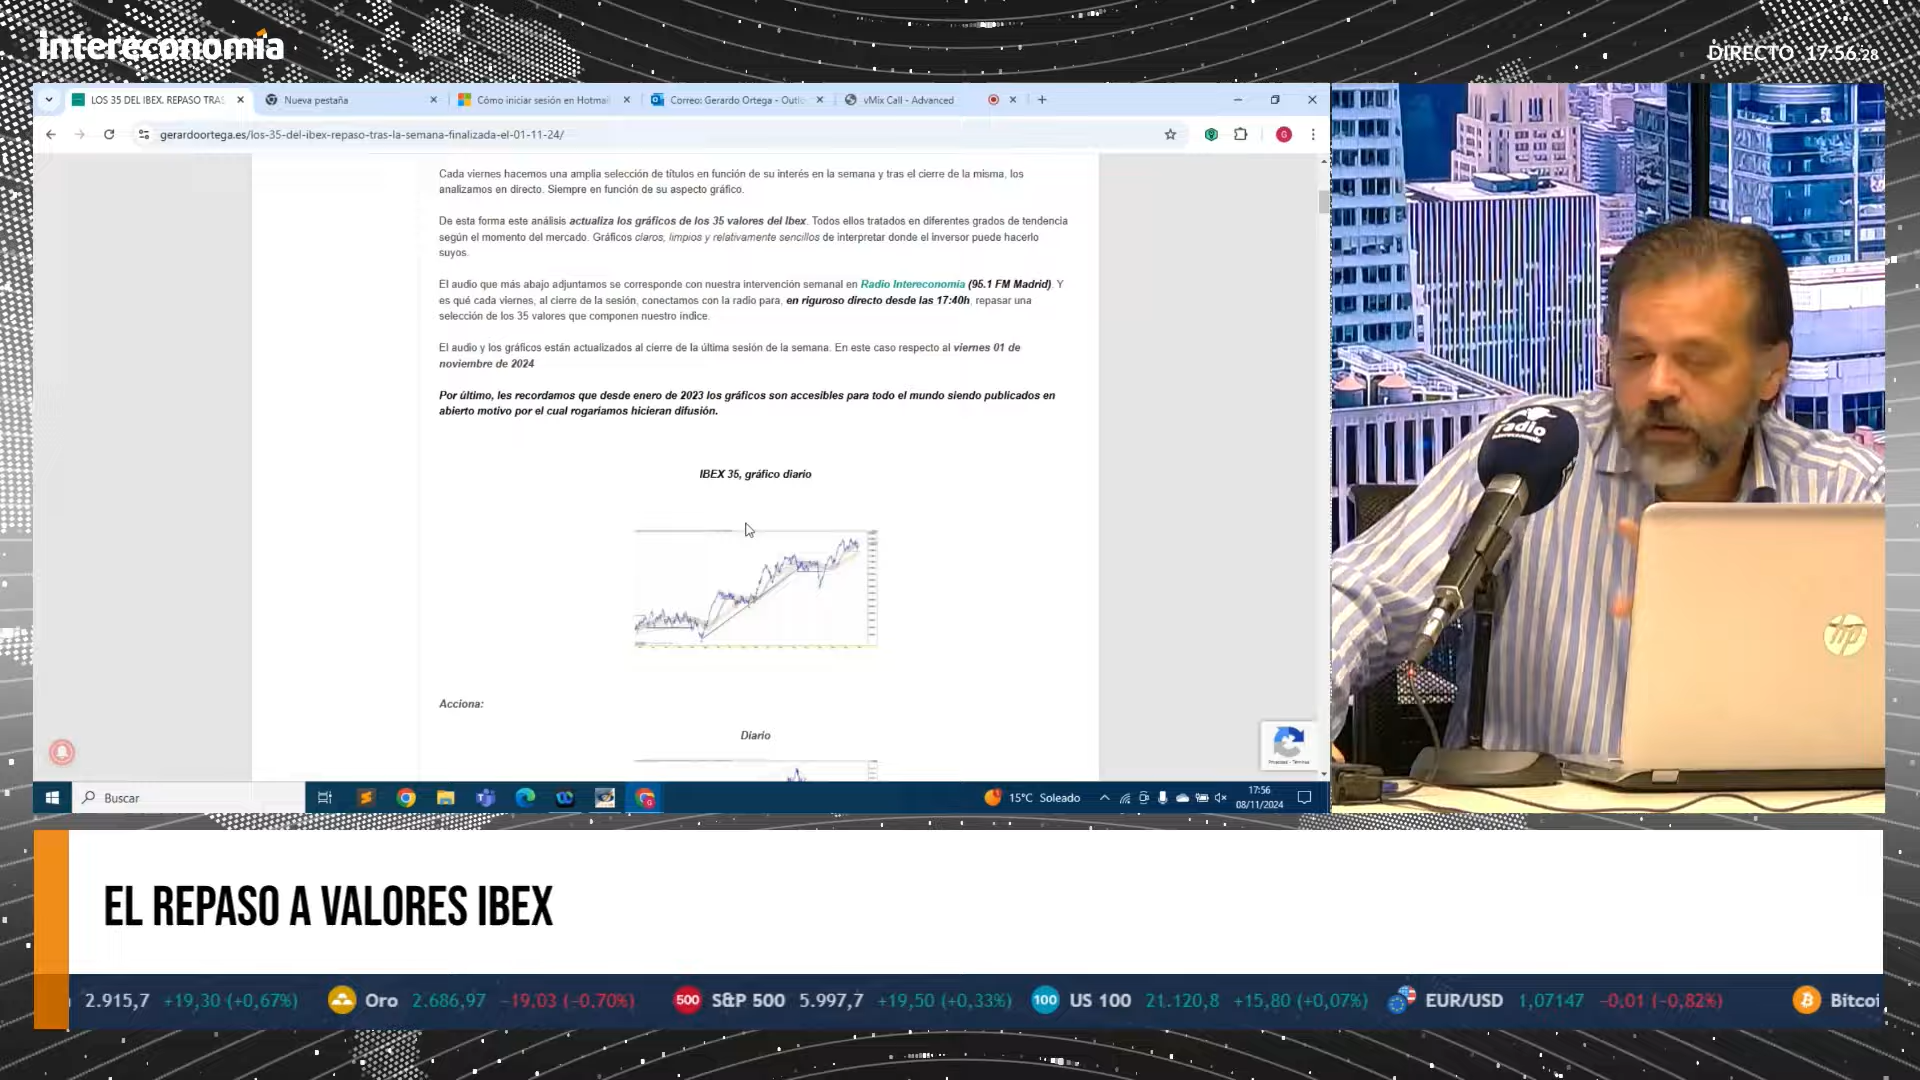 intereconomía
DIRECTO 17:56:28
LOS 35 DEL IBEX. REPASO TRAS
Nueva pestaña
Cómo iniciar sesión en Hotmai
Correo: Gerardo Ortega - Outlo
vMix Call - Advanced
gerardoortega.es/los-35-del-ibex-repaso-tras-la-semana-finalizada-el-01-11-24/
G
Cada viernes hacemos una amplia selección de títulos en función de su interés en la semana y tras el cierre de la misma, los
analizamos en directo. Siempre en función de su aspecto gráfico.
De esta forma este análisis actualiza los gráficos de los 35 valores del Ibex. Todos ellos tratados en diferentes grados de tendencia
según el momento del mercado. Gráficos claros, limpios y relativamente sencillos de interpretar donde el inversor puede hacerlo
suyos.
El audio que más abajo adjuntamos se corresponde con nuestra intervención semanal en Radio Intereconomía (95.1 FM Madrid). Y
es qué cada viernes, al cierre de la sesión, conectamos con la radio para, en riguroso directo desde las 17:40h, repasar una
selección de los 35 valores que componen nuestro índice.
El audio y los gráficos están actualizados al cierre de la última sesión de la semana. En este caso respecto al viernes 01 de
noviembre de 2024
Por último, les recordamos que desde enero de 2023 los gráficos son accesibles para todo el mundo siendo publicados en
abierto motivo por el cual rogaríamos hicieran difusión.
IBEX 35, gráfico diario
Acciona:
Diario
Privacidad - Términos
Buscar
15°C Soleado
17:56
08/11/2024
radio
intereconomía
hp
EL REPASO A VALORES IBEX
2.915,7 +19,30 (+0,67%) Oro 2.686,97 −19,03 (−0,70%) 500 S&P 500 5.997,7 +19,50 (+0,33%) 100 US 100 21.120,8 +15,80 (+0,07%) EUR/USD 1,07147 −0,01 (−0,82%) Bitcoi